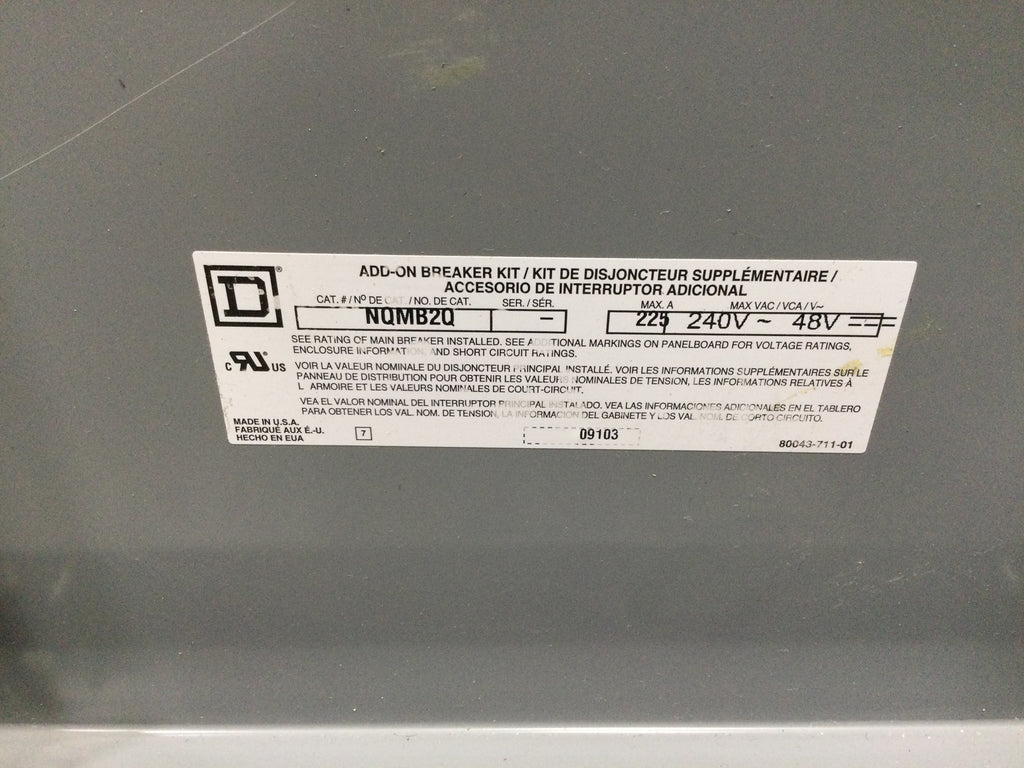 D®
ADD-ON BREAKER KIT / KIT DE DISJONCTEUR SUPPLÉMENTAIRE /
ACCESORIO DE INTERRUPTOR ADICIONAL
CAT. # / Nº DE CAT. / NO. DE CAT. SER. / SÉR. MAX. A MAX VAC / VCA / V~
NQMB2Q – 225 240V ~ 48V ⎓
SEE RATING OF MAIN BREAKER INSTALLED. SEE ADDITIONAL MARKINGS ON PANELBOARD FOR VOLTAGE RATINGS,
ENCLOSURE INFORMATION, AND SHORT CIRCUIT RATINGS.
c RU ® US
VOIR LA VALEUR NOMINALE DU DISJONCTEUR PRINCIPAL INSTALLÉ. VOIR LES INFORMATIONS SUPPLÉMENTAIRES SUR LE
PANNEAU DE DISTRIBUTION POUR OBTENIR LES VALEURS NOMINALES DE TENSION, LES INFORMATIONS RELATIVES À
L ARMOIRE ET LES VALEURS NOMINALES DE COURT-CIRCUIT.
VEA EL VALOR NOMINAL DEL INTERRUPTOR PRINCIPAL INSTALADO. VEA LAS INFORMACIONES ADICIONALES EN EL TABLERO
PARA OBTENER LOS VAL. NOM. DE TENSION, LA INFORMACION DEL GABINETE Y LOS VAL. NOM. DE CORTO CIRCUITO.
MADE IN U.S.A.
FABRIQUÉ AUX É.-U.
HECHO EN EUA
7
09103
80043-711-01